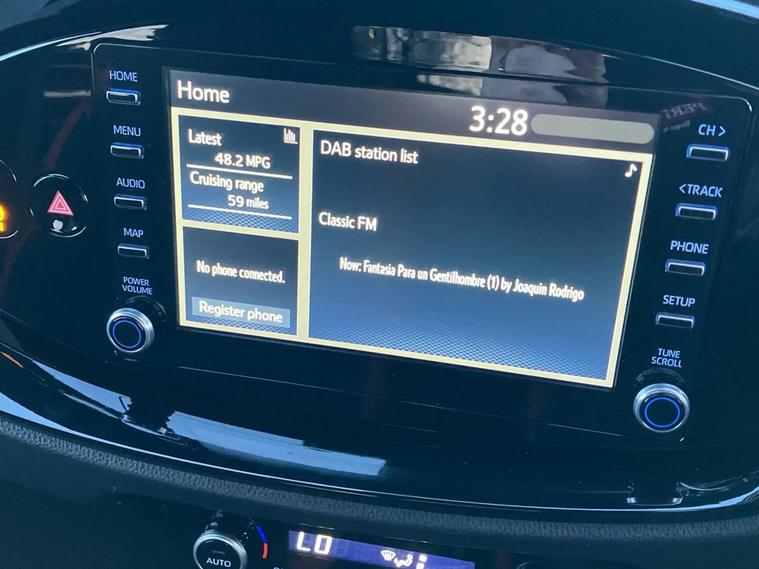 HOME
MENU
AUDIO
MAP
POWER
VOLUME
Home
3:28
Latest
48.2 MPG
Cruising range
59 miles
No phone connected.
Register phone
DAB station list
Classic FM
Now: Fantasia Para un Gentilhombre (1) by Joaquin Rodrigo
CH >
< TRACK
PHONE
SETUP
TUNE
SCROLL
AUTO
LO